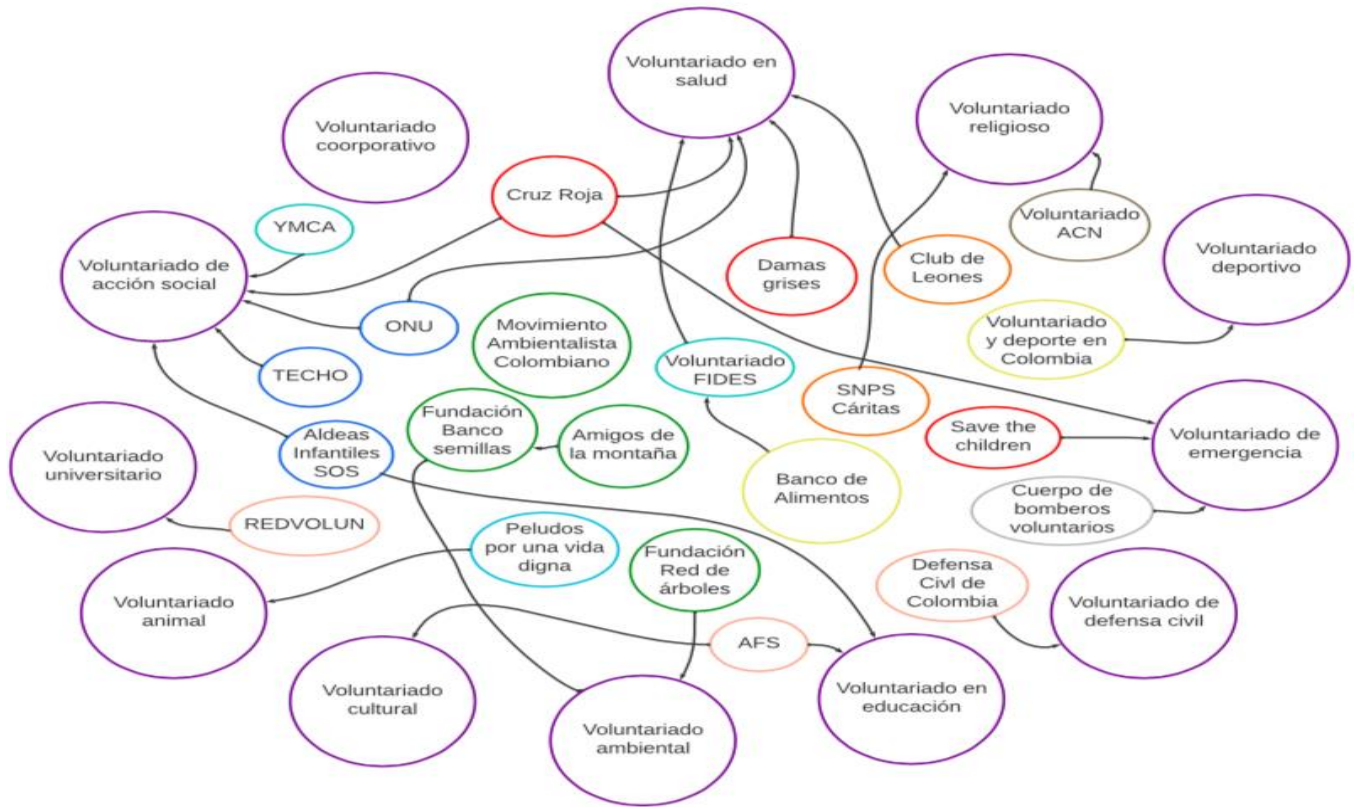 Voluntariado en
salud
Voluntariado
religioso
Voluntariado
coorporativo
Cruz Roja
Voluntariado
ACN
YMCA
Voluntariado
deportivo
Voluntariado de
acción social
Damas
grises
Club de
Leones
ONU
Movimiento
Ambientalista
Colombiano
Voluntariado
y deporte en
Colombia
Voluntariado
FIDES
TECHO
SNPS
Cáritas
Fundación
Banco
semillas
Amigos de
la montaña
Save the
children
Voluntariado de
emergencia
Aldeas
Infantiles
SOS
Voluntariado
universitario
Banco de
Alimentos
Cuerpo de
bomberos
voluntarios
REDVOLUN
Peludos
por una vida
digna
Fundación
Red de
árboles
Defensa
Civl de
Colombia
Voluntariado
animal
Voluntariado de
defensa civil
AFS
Voluntariado
cultural
Voluntariado en
educación
Voluntariado
ambiental